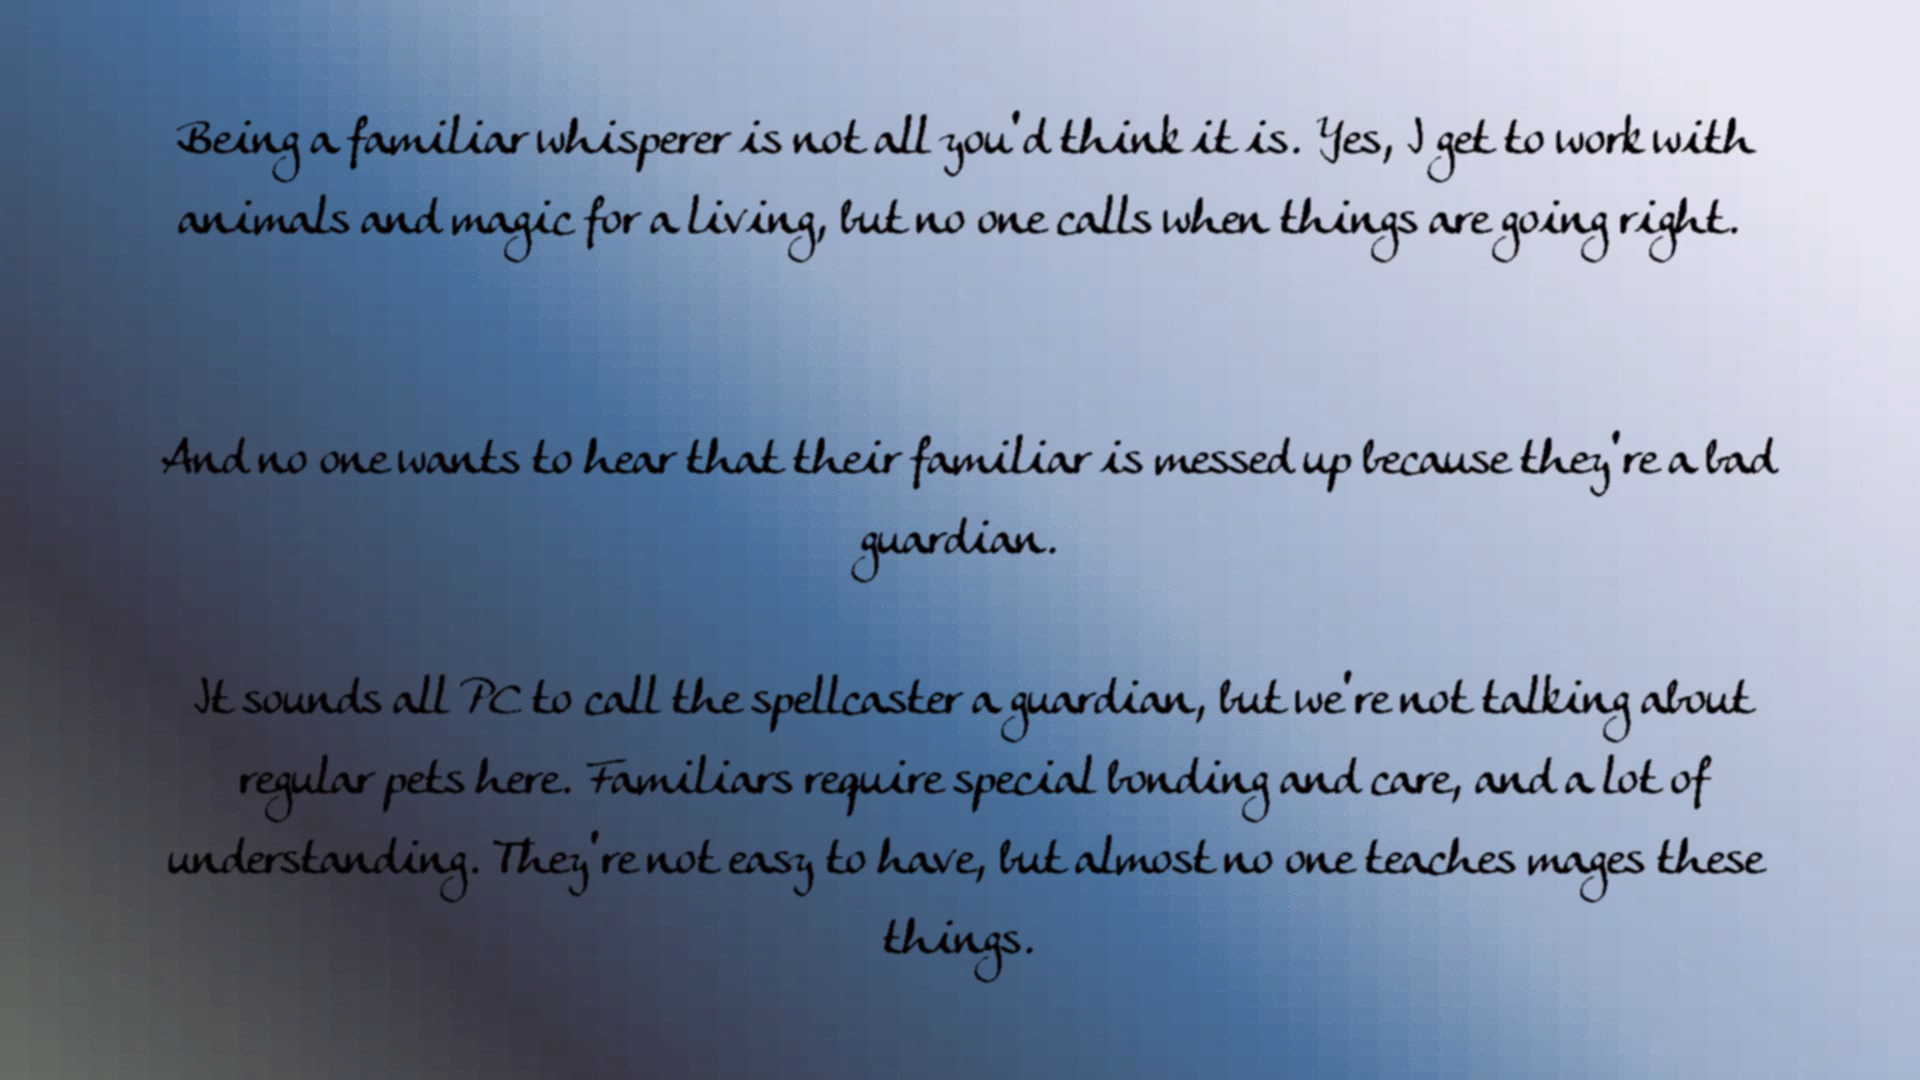 Being a familiar whisperer is not all you'd think it is. Yes, I get to work with
animals and magic for a living, but no one calls when things are going right.
And no one wants to hear that their familiar is messed up because they're a bad
guardian.
It sounds all PC to call the spellcaster a guardian, but we're not talking about
regular pets here. Familiars require special bonding and care, and a lot of
understanding. They're not easy to have, but almost no one teaches mages these
things.